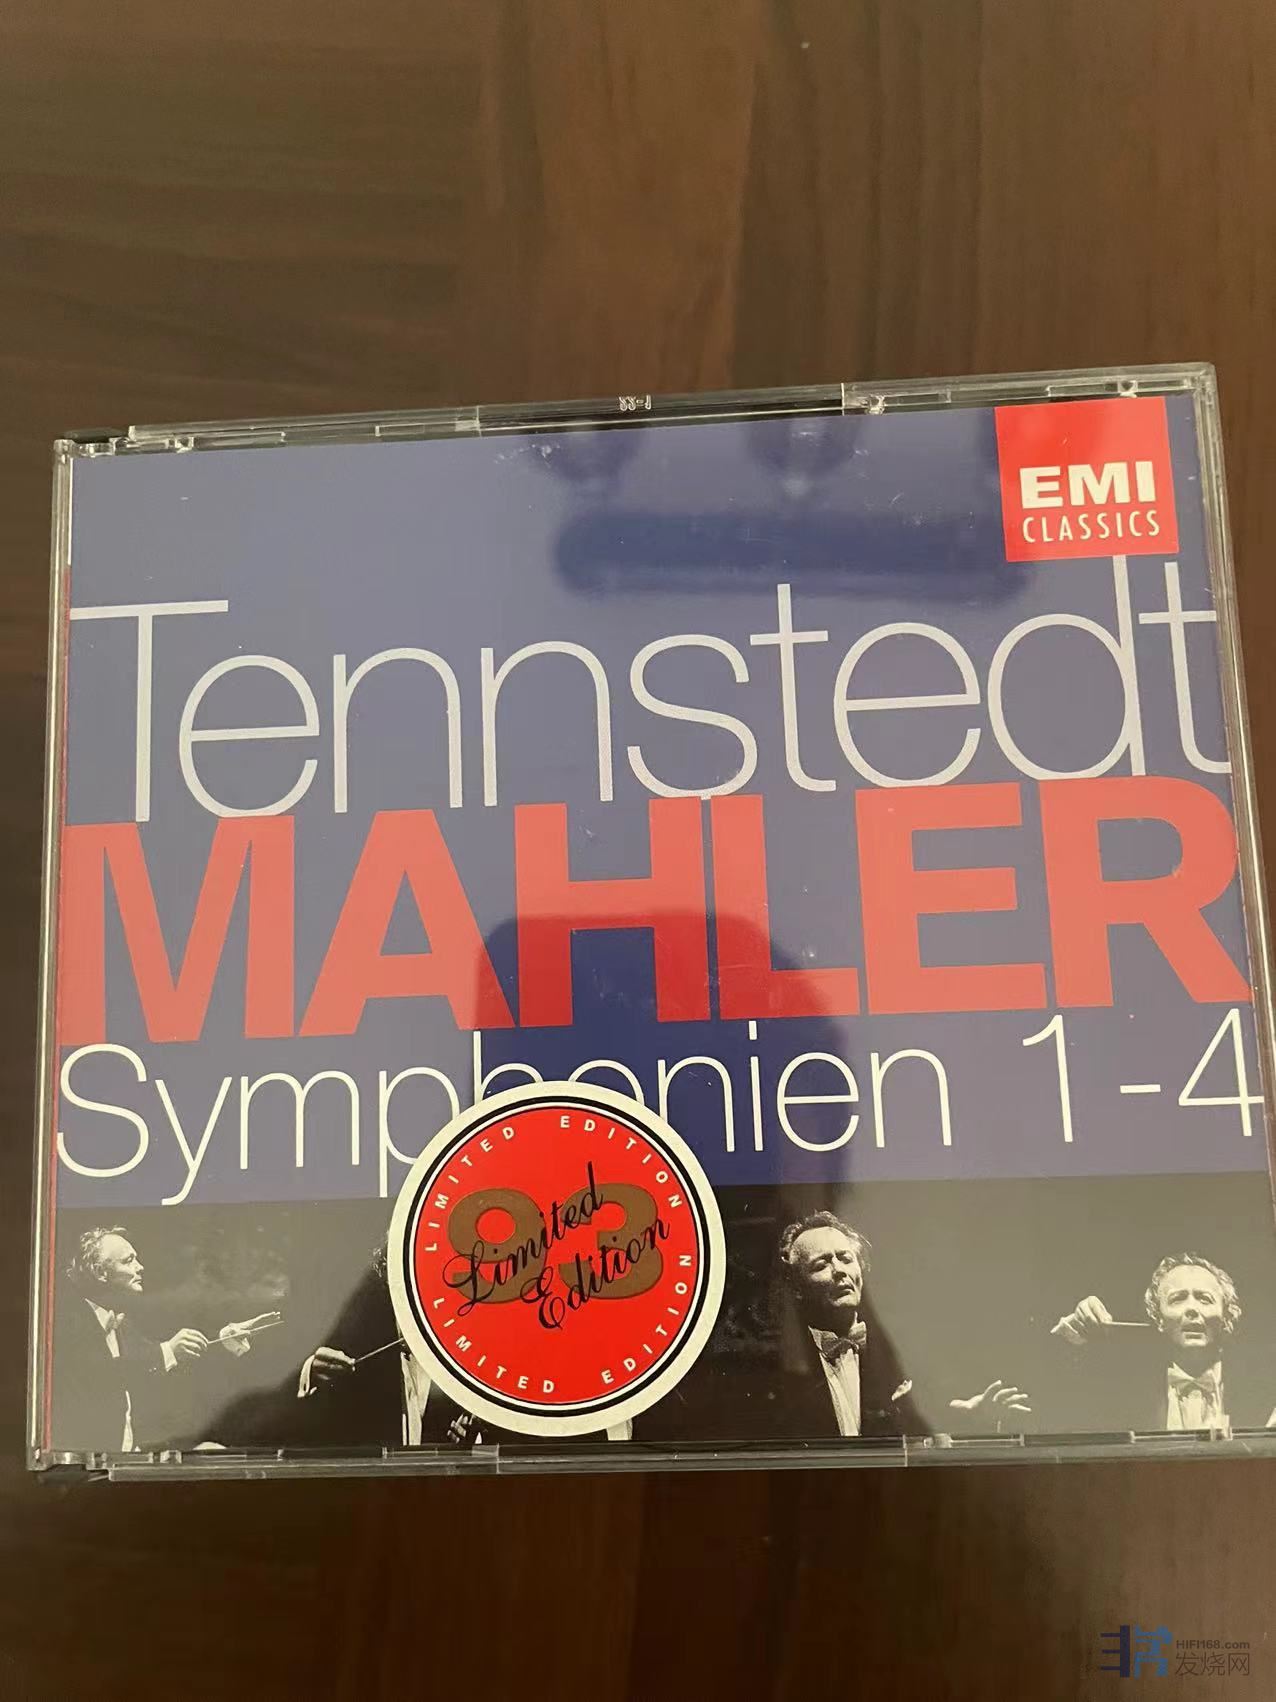 EMI
CLASSICS
Tennstedt
MAHLER
Symphonien 1-4
LIMITED EDITION
93
Limited
Edition
LIMITED EDITION
HIFI168.com
发烧网